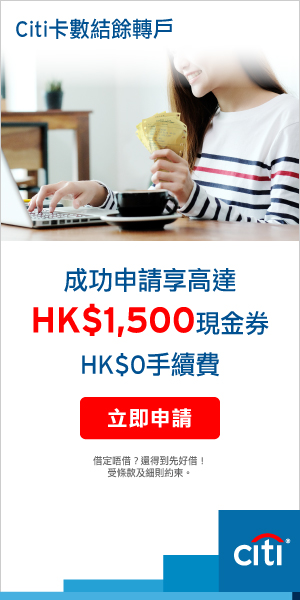 Citi卡數結餘轉戶
成功申請享高達
HK$1,500現金券
HK$0手續費
立即申請
借定唔借？還得到先好借！
受條款及細則約束。
citi®